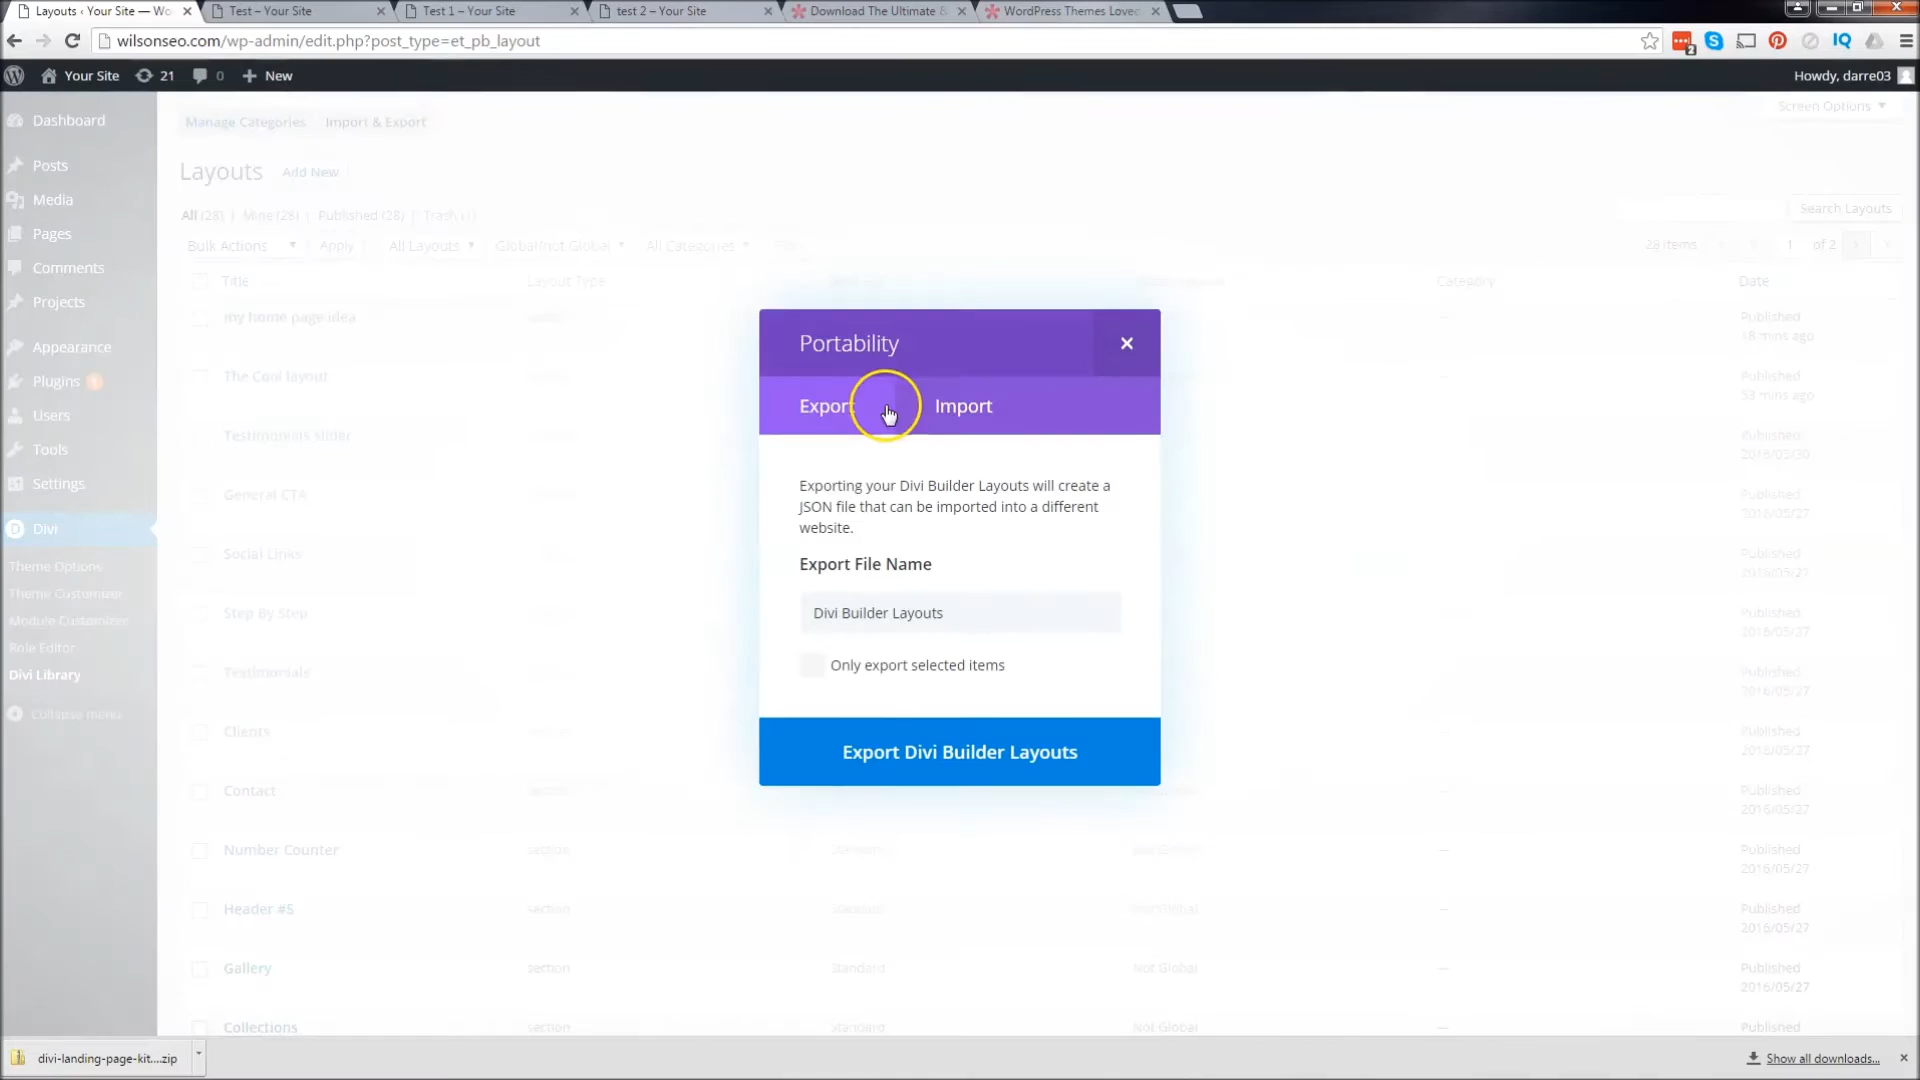 Layouts ‹ Your Site — Wo
Test – Your Site
Test 1 – Your Site
test 2 – Your Site
Download The Ultimate &
WordPress Themes Loved
wilsonseo.com/wp-admin/edit.php?post_type=et_pb_layout
2
IQ
Your Site
21
0
New
Howdy, darre03
Screen Options
Manage Categories
Import & Export
Layouts
Add New
All (28) | Mine (28) | Published (28) | Trash (1)
Search Layouts
Bulk Actions
Apply
All Layouts
Global/not Global
All Categories
28 items
1
of 2
Title
Layout Type
Category
Date
Dashboard
Posts
Media
Pages
Comments
Projects
Appearance
Plugins 1
Users
Tools
Settings
Divi
Theme Options
Theme Customizer
Module Customizer
Role Editor
Divi Library
Collapse menu
my home page idea
Published
18 mins ago
The Cool layout
Published
53 mins ago
Testimonials slider
Published
2016/05/30
General CTA
Published
2016/05/27
Social Links
Published
2016/05/27
Step By Step
Published
2016/05/27
Testimonials
Published
2016/05/27
Clients
Published
2016/05/27
Contact
Published
2016/05/27
Number Counter
section
Standard
Not Global
—
Published
2016/05/27
Header #5
section
Standard
Not Global
—
Published
2016/05/27
Gallery
section
Standard
Not Global
—
Published
2016/05/27
Collections
section
Standard
Not Global
—
Published
Portability
Export
Import
Exporting your Divi Builder Layouts will create a
JSON file that can be imported into a different
website.
Export File Name
Divi Builder Layouts
Only export selected items
Export Divi Builder Layouts
divi-landing-page-kit....zip
Show all downloads...